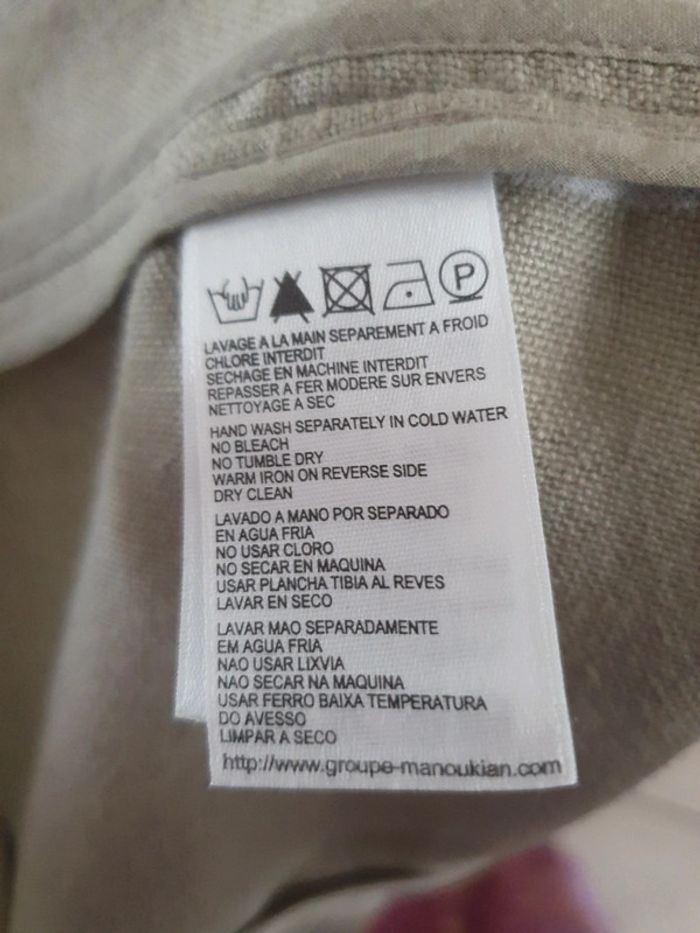 P
LAVAGE A LA MAIN SEPAREMENT A FROID
CHLORE INTERDIT
SECHAGE EN MACHINE INTERDIT
REPASSER A FER MODERE SUR ENVERS
NETTOYAGE A SEC
HAND WASH SEPARATELY IN COLD WATER
NO BLEACH
NO TUMBLE DRY
WARM IRON ON REVERSE SIDE
DRY CLEAN
LAVADO A MANO POR SEPARADO
EN AGUA FRIA
NO USAR CLORO
NO SECAR EN MAQUINA
USAR PLANCHA TIBIA AL REVES
LAVAR EN SECO
LAVAR MAO SEPARADAMENTE
EM AGUA FRIA
NAO USAR LIXVIA
NAO SECAR NA MAQUINA
USAR FERRO BAIXA TEMPERATURA
DO AVESSO
LIMPAR A SECO
http://www.groupe-manoukian.com